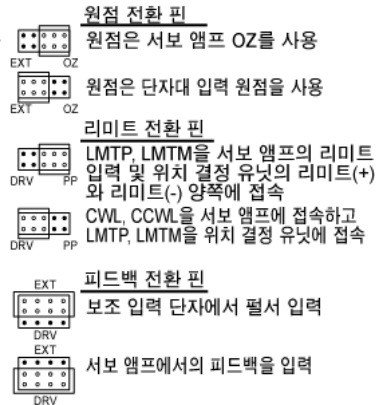 원점 전환 핀
원점은 서보 앰프 OZ를 사용
EXT OZ
원점은 단자대 입력 원점을 사용
EXT OZ
리미트 전환 핀
LMTP, LMTM을 서보 앰프의 리미트
입력 및 위치 결정 유닛의 리미트(+)
와 리미트(-) 양쪽에 접속
DRV PP
CWL, CCWL을 서보 앰프에 접속하고
LMTP, LMTM을 위치 결정 유닛에 접속
DRV PP
피드백 전환 핀
EXT
보조 입력 단자에서 펄서 입력
DRV
EXT
서보 앰프에서의 피드백을 입력
DRV